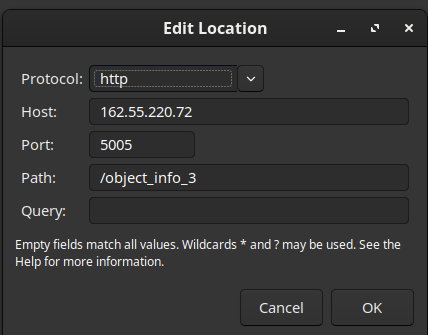 Edit Location
Protocol: http
Host: 162.55.220.72
Port: 5005
Path: /object_info_3
Query:
Empty fields match all values. Wildcards * and ? may be used. See the
Help for more information.
Cancel OK